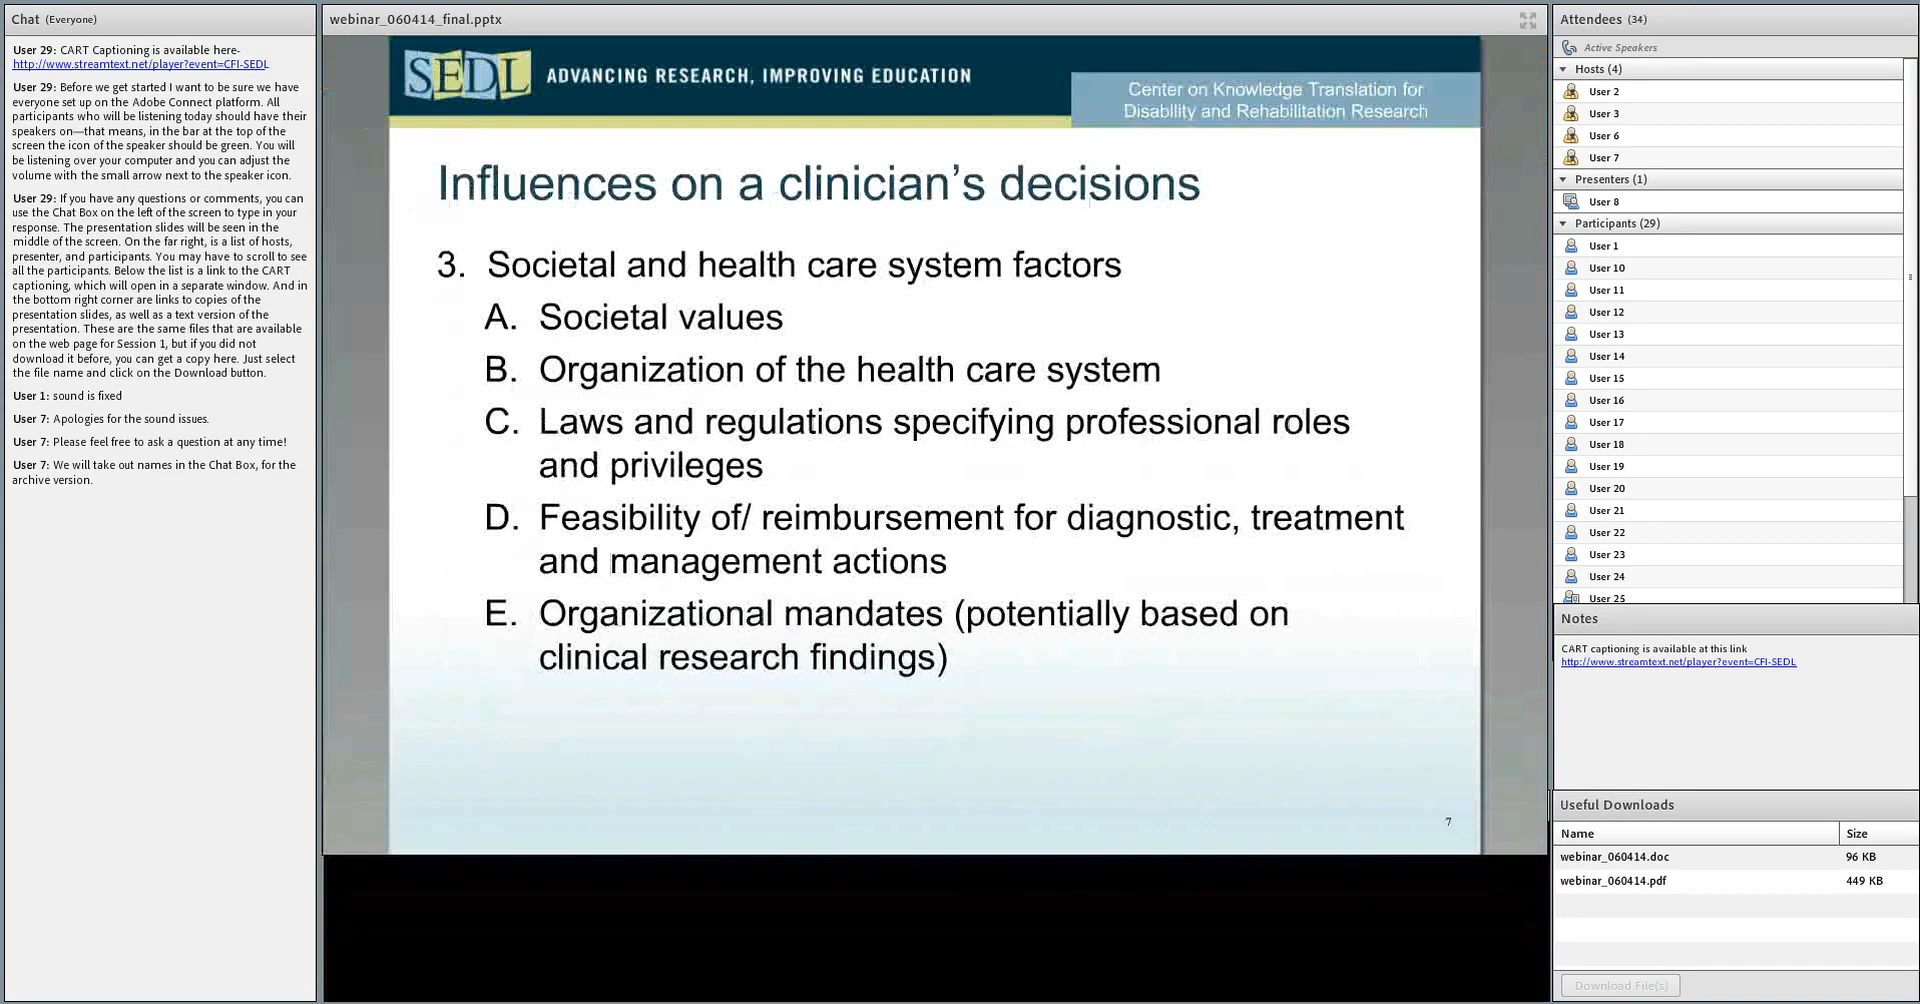 Chat (Everyone)
User 29: CART Captioning is available here-
http://www.streamtext.net/player?event=CFI-SEDL
User 29: Before we get started I want to be sure we have
everyone set up on the Adobe Connect platform. All
participants who will be listening today should have their
speakers on—that means, in the bar at the top of the
screen the icon of the speaker should be green. You will
be listening over your computer and you can adjust the
volume with the small arrow next to the speaker icon.
User 29: If you have any questions or comments, you can
use the Chat Box on the left of the screen to type in your
response. The presentation slides will be seen in the
middle of the screen. On the far right, is a list of hosts,
presenter, and participants. You may have to scroll to see
all the participants. Below the list is a link to the CART
captioning, which will open in a separate window. And in
the bottom right corner are links to copies of the
presentation slides, as well as a text version of the
presentation. These are the same files that are available
on the web page for Session 1, but if you did not
download it before, you can get a copy here. Just select
the file name and click on the Download button.
User 1: sound is fixed
User 7: Apologies for the sound issues.
User 7: Please feel free to ask a question at any time!
User 7: We will take out names in the Chat Box, for the
archive version.
webinar_060414_final.pptx
SEDL ADVANCING RESEARCH, IMPROVING EDUCATION
Center on Knowledge Translation for
Disability and Rehabilitation Research
Influences on a clinician's decisions
3. Societal and health care system factors
A. Societal values
B. Organization of the health care system
C. Laws and regulations specifying professional roles
and privileges
D. Feasibility of/ reimbursement for diagnostic, treatment
and management actions
E. Organizational mandates (potentially based on
clinical research findings)
7
Attendees (34)
Active Speakers
Hosts (4)
User 2
User 3
User 6
User 7
Presenters (1)
User 8
Participants (29)
User 1
User 10
User 11
User 12
User 13
User 14
User 15
User 16
User 17
User 18
User 19
User 20
User 21
User 22
User 23
User 24
User 25
Notes
CART captioning is available at this link
http://www.streamtext.net/player?event=CFI-SEDL
Useful Downloads
Name Size
webinar_060414.doc 96 KB
webinar_060414.pdf 449 KB
Download File(s)